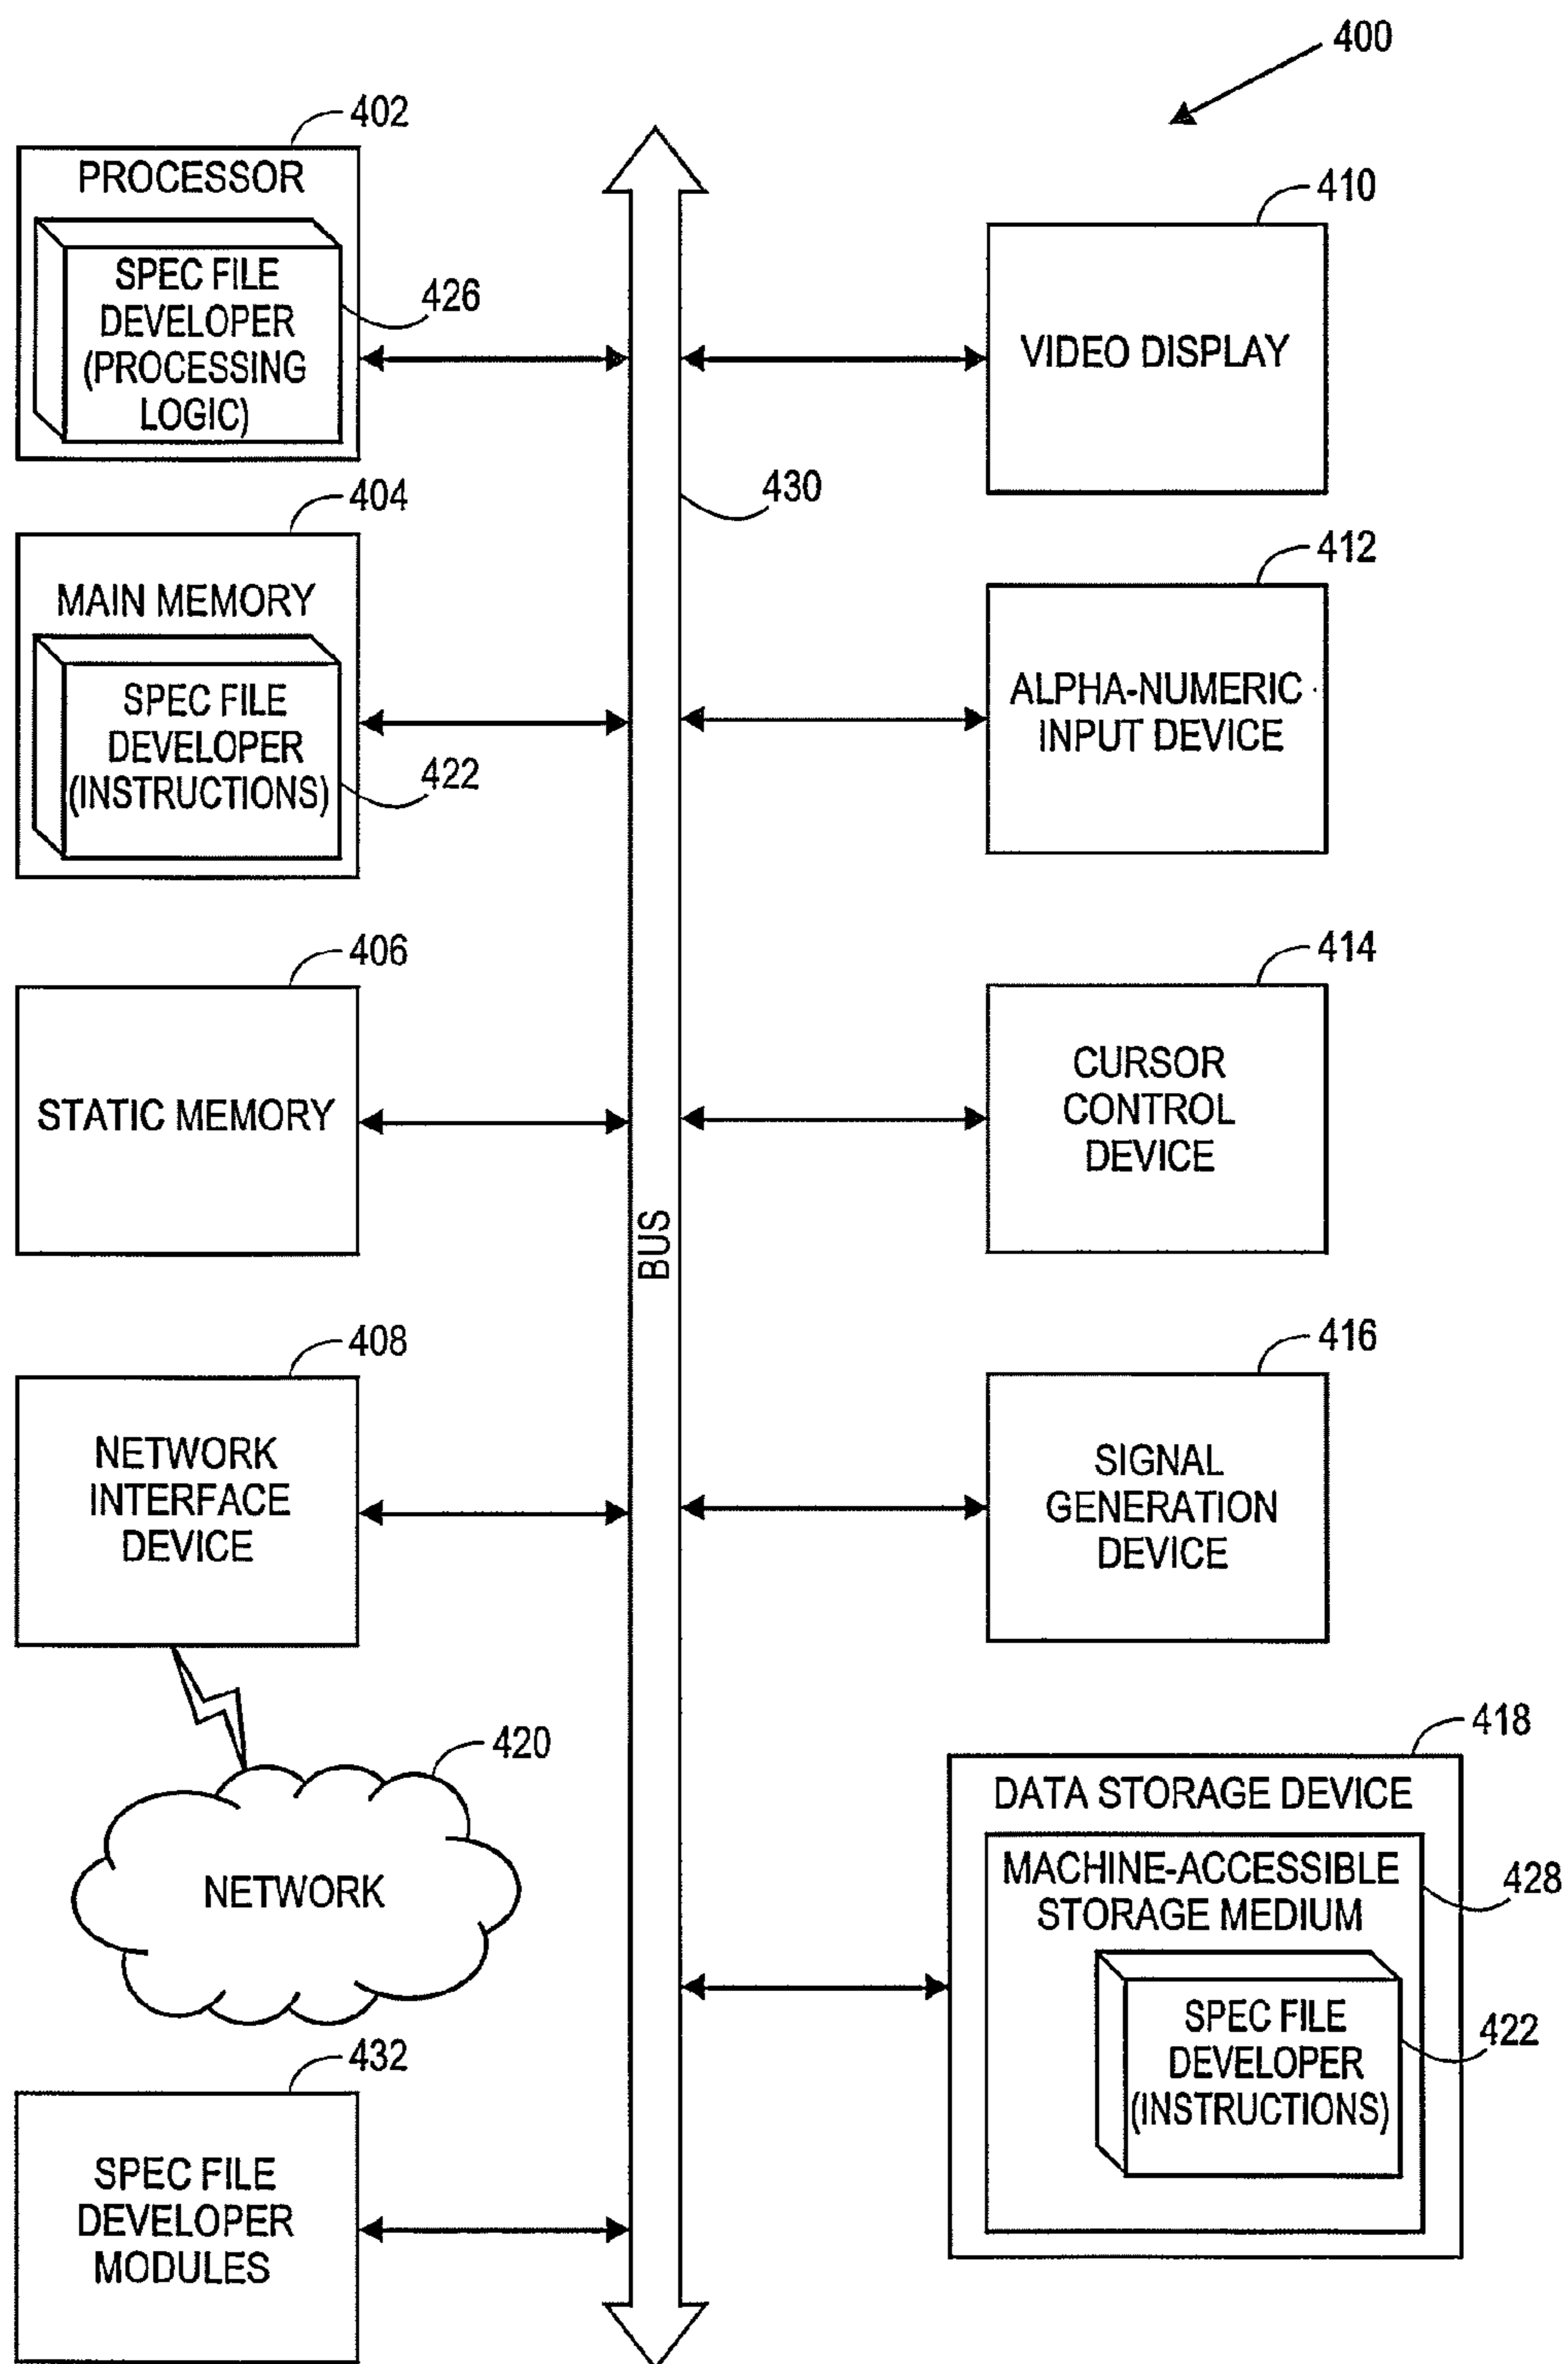 400
402
PROCESSOR
SPEC FILE
DEVELOPER
(PROCESSING
LOGIC)
426
404
MAIN MEMORY
SPEC FILE
DEVELOPER
(INSTRUCTIONS)
422
406
STATIC MEMORY
408
NETWORK
INTERFACE
DEVICE
420
NETWORK
432
SPEC FILE
DEVELOPER
MODULES
430
BUS
410
VIDEO DISPLAY
412
ALPHA-NUMERIC
INPUT DEVICE
414
CURSOR
CONTROL
DEVICE
416
SIGNAL
GENERATION
DEVICE
418
DATA STORAGE DEVICE
MACHINE-ACCESSIBLE
STORAGE MEDIUM
428
SPEC FILE
DEVELOPER
(INSTRUCTIONS)
422